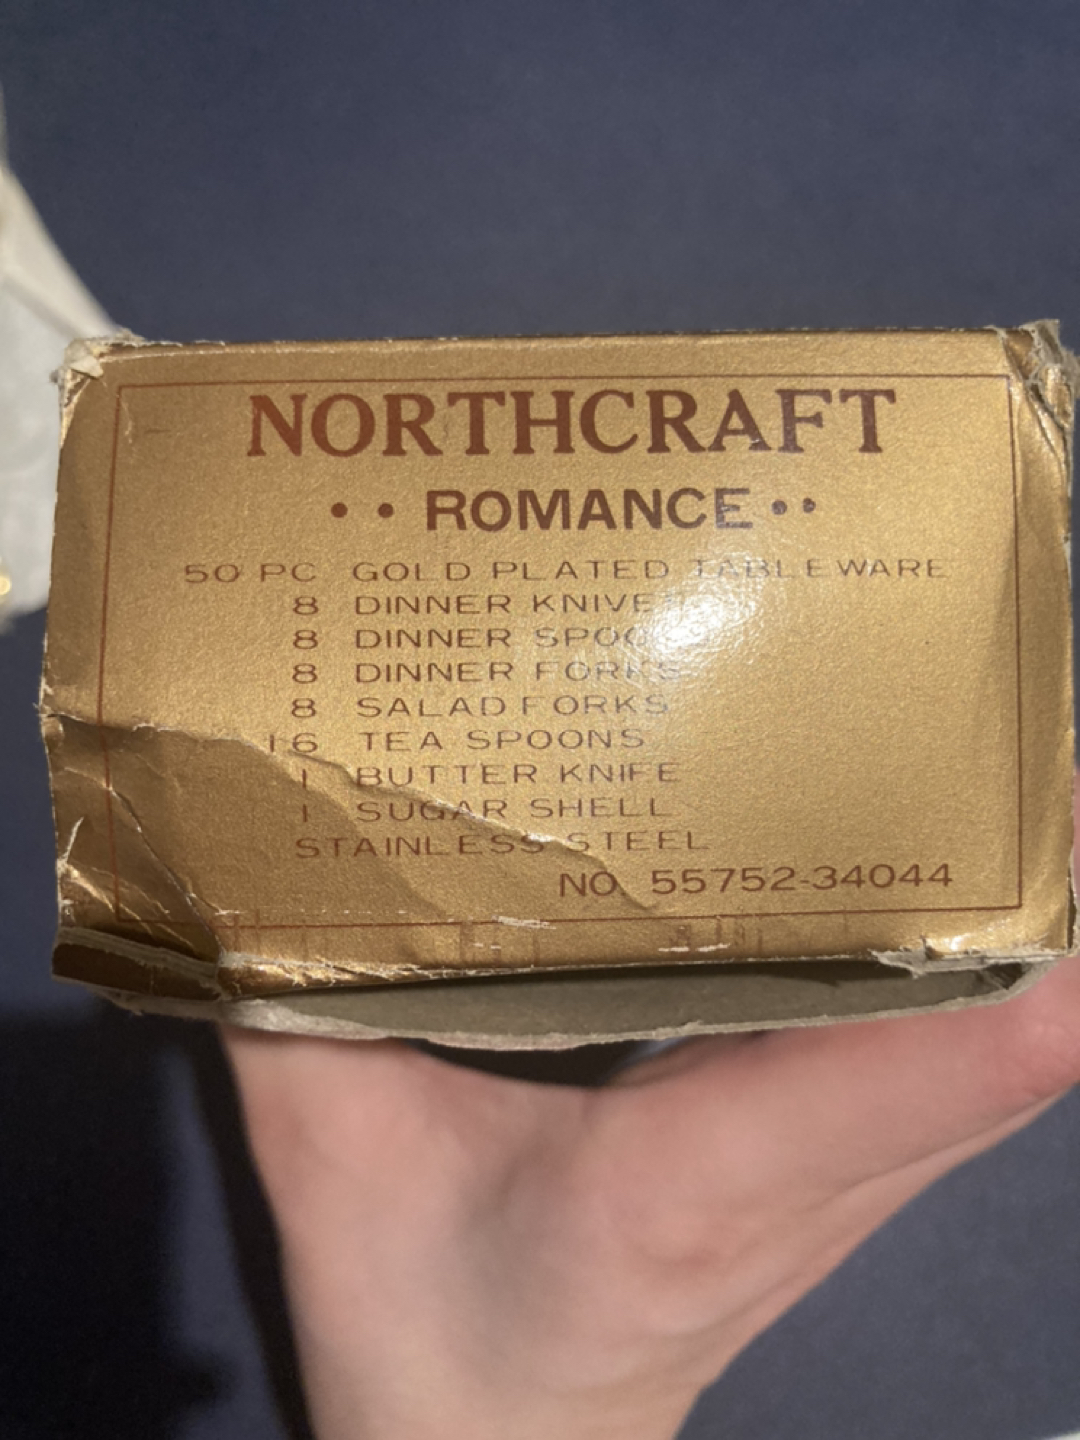 NORTHCRAFT
• • ROMANCE • •
50 PC GOLD PLATED TABLEWARE
8 DINNER KNIVES
8 DINNER SPOONS
8 DINNER FORKS
8 SALAD FORKS
16 TEA SPOONS
1 BUTTER KNIFE
1 SUGAR SHELL
STAINLESS STEEL
NO. 55752-34044